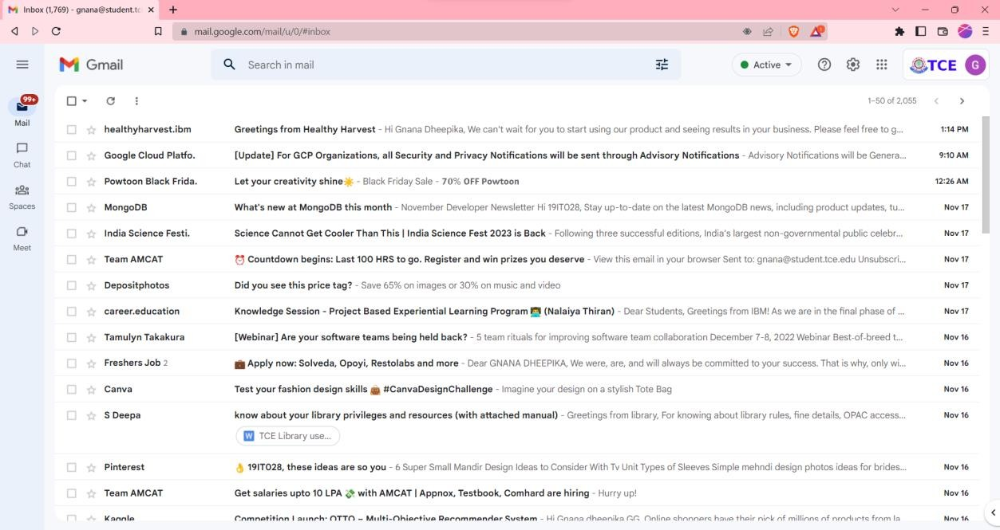 Inbox (1,769) - gnana@student.tc
mail.google.com/mail/u/0/#inbox
1
Gmail
Search in mail
Active
TCE
G
99+
Mail
Chat
Spaces
Meet
1–50 of 2,055
healthyharvest.ibm Greetings from Healthy Harvest - Hi Gnana Dheepika, We can't wait for you to start using our product and seeing results in your business. Please feel free to g... 1:14 PM
Google Cloud Platfo. [Update] For GCP Organizations, all Security and Privacy Notifications will be sent through Advisory Notifications - Advisory Notifications will be Genera... 9:10 AM
Powtoon Black Frida. Let your creativity shine☀️ - Black Friday Sale - 70% OFF Powtoon 12:26 AM
MongoDB What's new at MongoDB this month - November Developer Newsletter Hi 19IT028, Stay up-to-date on the latest MongoDB news, including product updates, tu... Nov 17
India Science Festi. Science Cannot Get Cooler Than This | India Science Fest 2023 is Back - Following three successful editions, India's largest non-governmental public celebr... Nov 17
Team AMCAT ⏰ Countdown begins: Last 100 HRS to go. Register and win prizes you deserve - View this email in your browser Sent to: gnana@student.tce.edu Unsubscri... Nov 17
Depositphotos Did you see this price tag? - Save 65% on images or 30% on music and video Nov 17
career.education Knowledge Session - Project Based Experiential Learning Program 👨‍💻 (Nalaiya Thiran) - Dear Students, Greetings from IBM! As we are in the final phase of ... Nov 17
Tamulyn Takakura [Webinar] Are your software teams being held back? - 5 team rituals for improving software team collaboration December 7-8, 2022 Webinar Best-of-breed t... Nov 16
Freshers Job 2 💼 Apply now: Solveda, Opoyi, Restolabs and more - Dear GNANA DHEEPIKA, We were, are, and will always be committed to your success. That is why, only wi... Nov 16
Canva Test your fashion design skills 👜 #CanvaDesignChallenge - Imagine your design on a stylish Tote Bag Nov 16
S Deepa know about your library privileges and resources (with attached manual) - Greetings from library, For knowing about library rules, fine details, OPAC access... Nov 16
W TCE Library use...
Pinterest 👌 19IT028, these ideas are so you - 6 Super Small Mandir Design Ideas to Consider With Tv Unit Types of Sleeves Simple mehndi design photos ideas for brides... Nov 16
Team AMCAT Get salaries upto 10 LPA 💸 with AMCAT | Appnox, Testbook, Comhard are hiring - Hurry up! Nov 16
Kaggle Competition Launch: OTTO – Multi-Objective Recommender System - Hi Gnana dheepika GG, Online shoppers have their pick of millions of products from la... Nov 16